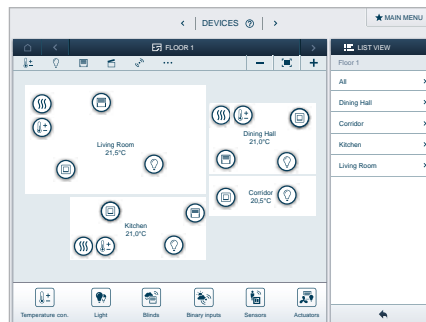 DEVICES
MAIN MENU
FLOOR 1
LIST VIEW
Floor 1
All
Dining Hall
Corridor
Kitchen
Living Room
Living Room
21,5°C
Dining Hall
21,0°C
Corridor
20,5°C
Kitchen
21,0°C
Temperature con.
Light
Blinds
Binary inputs
Sensors
Actuators